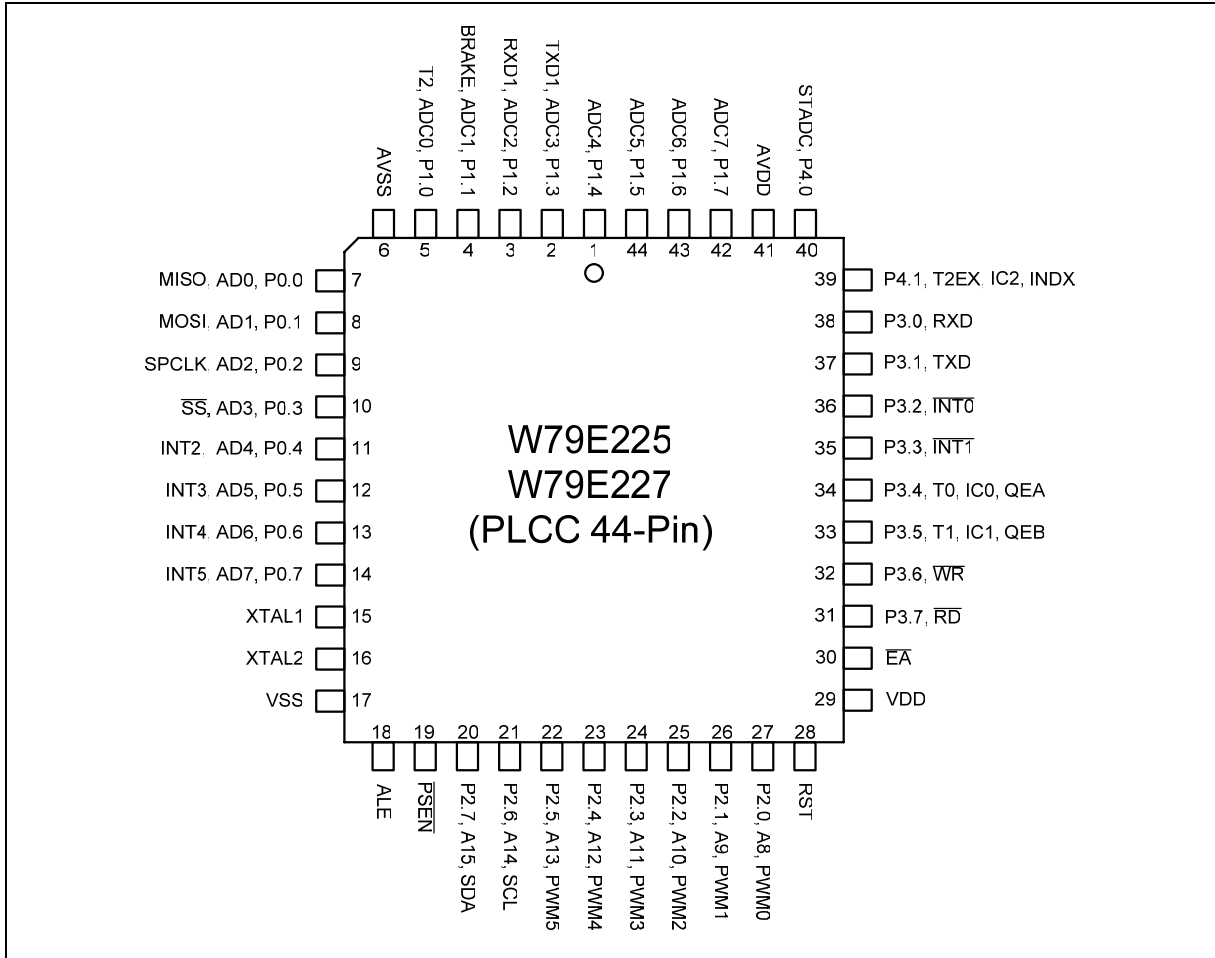 AVSS
T2, ADC0, P1.0
BRAKE, ADC1, P1.1
RXD1, ADC2, P1.2
TXD1, ADC3, P1.3
ADC4, P1.4
ADC5, P1.5
ADC6, P1.6
ADC7, P1.7
AVDD
STADC, P4.0
6 5 4 3 2 1 44 43 42 41 40
MISO, AD0, P0.0 7
MOSI, AD1, P0.1 8
SPCLK, AD2, P0.2 9
S̅S̅, AD3, P0.3 10
INT2, AD4, P0.4 11
INT3, AD5, P0.5 12
INT4, AD6, P0.6 13
INT5, AD7, P0.7 14
XTAL1 15
XTAL2 16
VSS 17
W79E225
W79E227
(PLCC 44-Pin)
39 P4.1, T2EX, IC2, INDX
38 P3.0, RXD
37 P3.1, TXD
36 P3.2, I̅N̅T̅0̅
35 P3.3, I̅N̅T̅1̅
34 P3.4, T0, IC0, QEA
33 P3.5, T1, IC1, QEB
32 P3.6, W̅R̅
31 P3.7, R̅D̅
30 E̅A̅
29 VDD
18 19 20 21 22 23 24 25 26 27 28
ALE
P̅S̅E̅N̅
P2.7, A15, SDA
P2.6, A14, SCL
P2.5, A13, PWM5
P2.4, A12, PWM4
P2.3, A11, PWM3
P2.2, A10, PWM2
P2.1, A9, PWM1
P2.0, A8, PWM0
RST